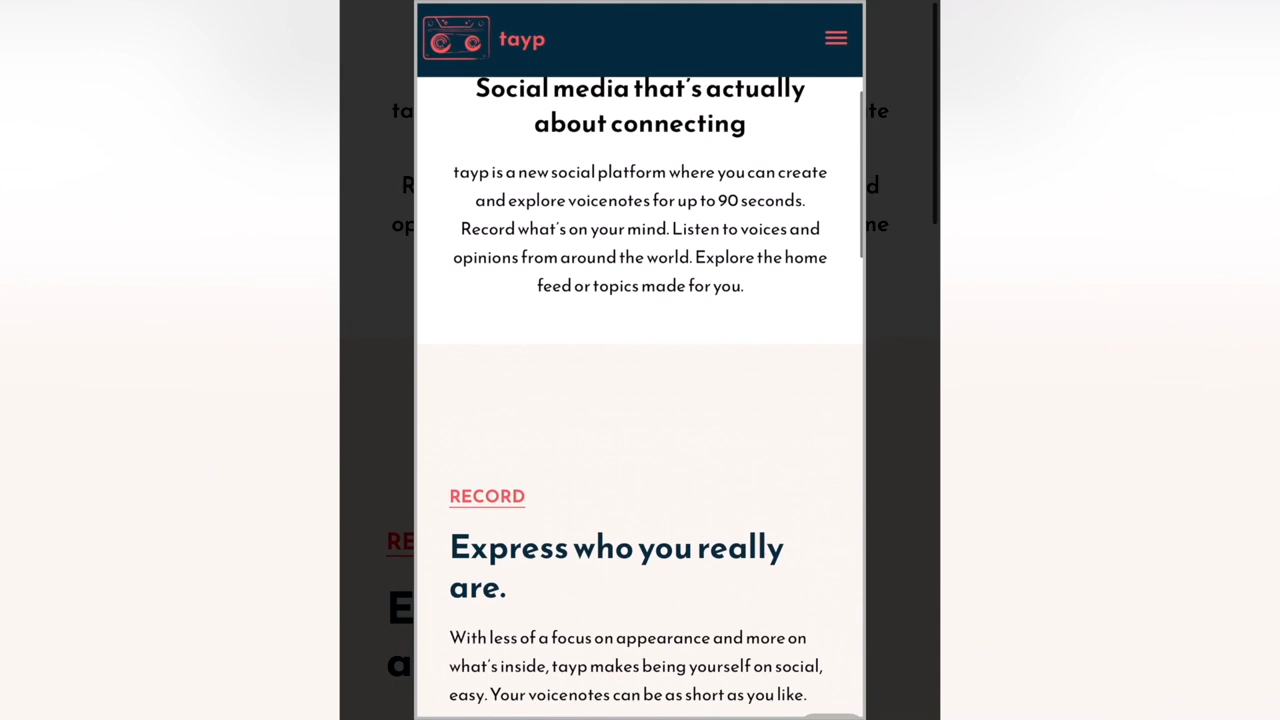 tayp
Social media that's actually
about connecting
tayp is a new social platform where you can create
and explore voicenotes for up to 90 seconds.
Record what's on your mind. Listen to voices and
opinions from around the world. Explore the home
feed or topics made for you.
RECORD
Express who you really
are.
With less of a focus on appearance and more on
what's inside, tayp makes being yourself on social,
easy. Your voicenotes can be as short as you like.